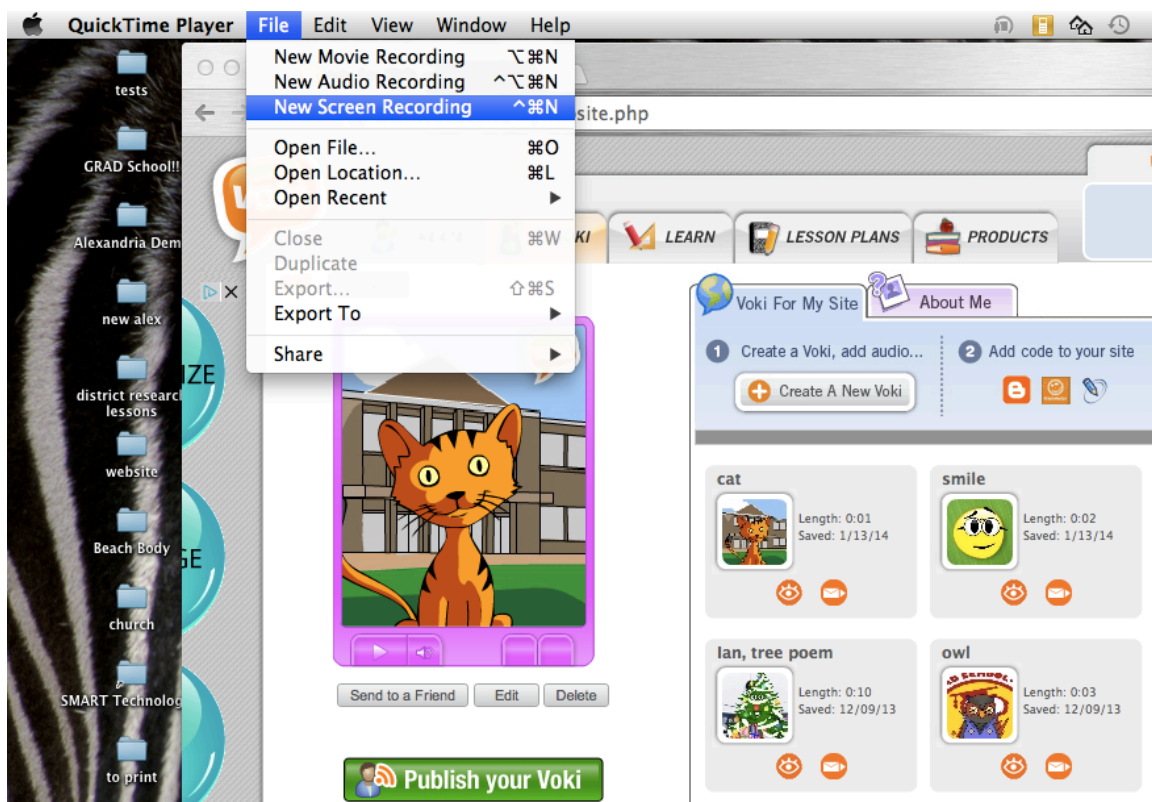 QuickTime Player File Edit View Window Help
New Movie Recording ⌥⌘N
New Audio Recording ^⌥⌘N
New Screen Recording ^⌘N
Open File... ⌘O
Open Location... ⌘L
Open Recent ▶
Close ⌘W
Duplicate
Export... ⇧⌘S
Export To ▶
Share ▶
tests
GRAD School!!
Alexandria Dem
new alex
district research
lessons
website
Beach Body
church
SMART Technolog
to print
site.php
KI
LEARN
LESSON PLANS
PRODUCTS
IZE
GE
Send to a Friend
Edit
Delete
Publish your Voki
Voki For My Site
About Me
1 Create a Voki, add audio...
Create A New Voki
2 Add code to your site
cat
Length: 0:01
Saved: 1/13/14
smile
Length: 0:02
Saved: 1/13/14
Ian, tree poem
Length: 0:10
Saved: 12/09/13
owl
Length: 0:03
Saved: 12/09/13